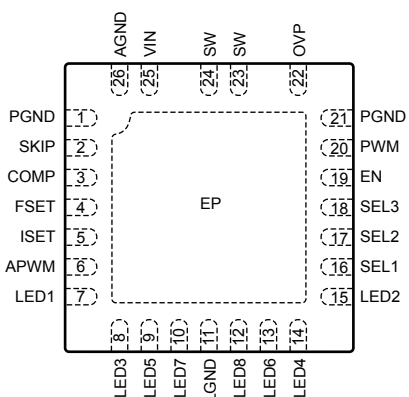 AGND
VIN
SW
SW
OVP
26
25
24
23
22
PGND 1
SKIP 2
COMP 3
FSET 4
ISET 5
APWM 6
LED1 7
EP
21 PGND
20 PWM
19 EN
18 SEL3
17 SEL2
16 SEL1
15 LED2
8
9
10
11
12
13
14
LED3
LED5
LED7
LGND
LED8
LED6
LED4